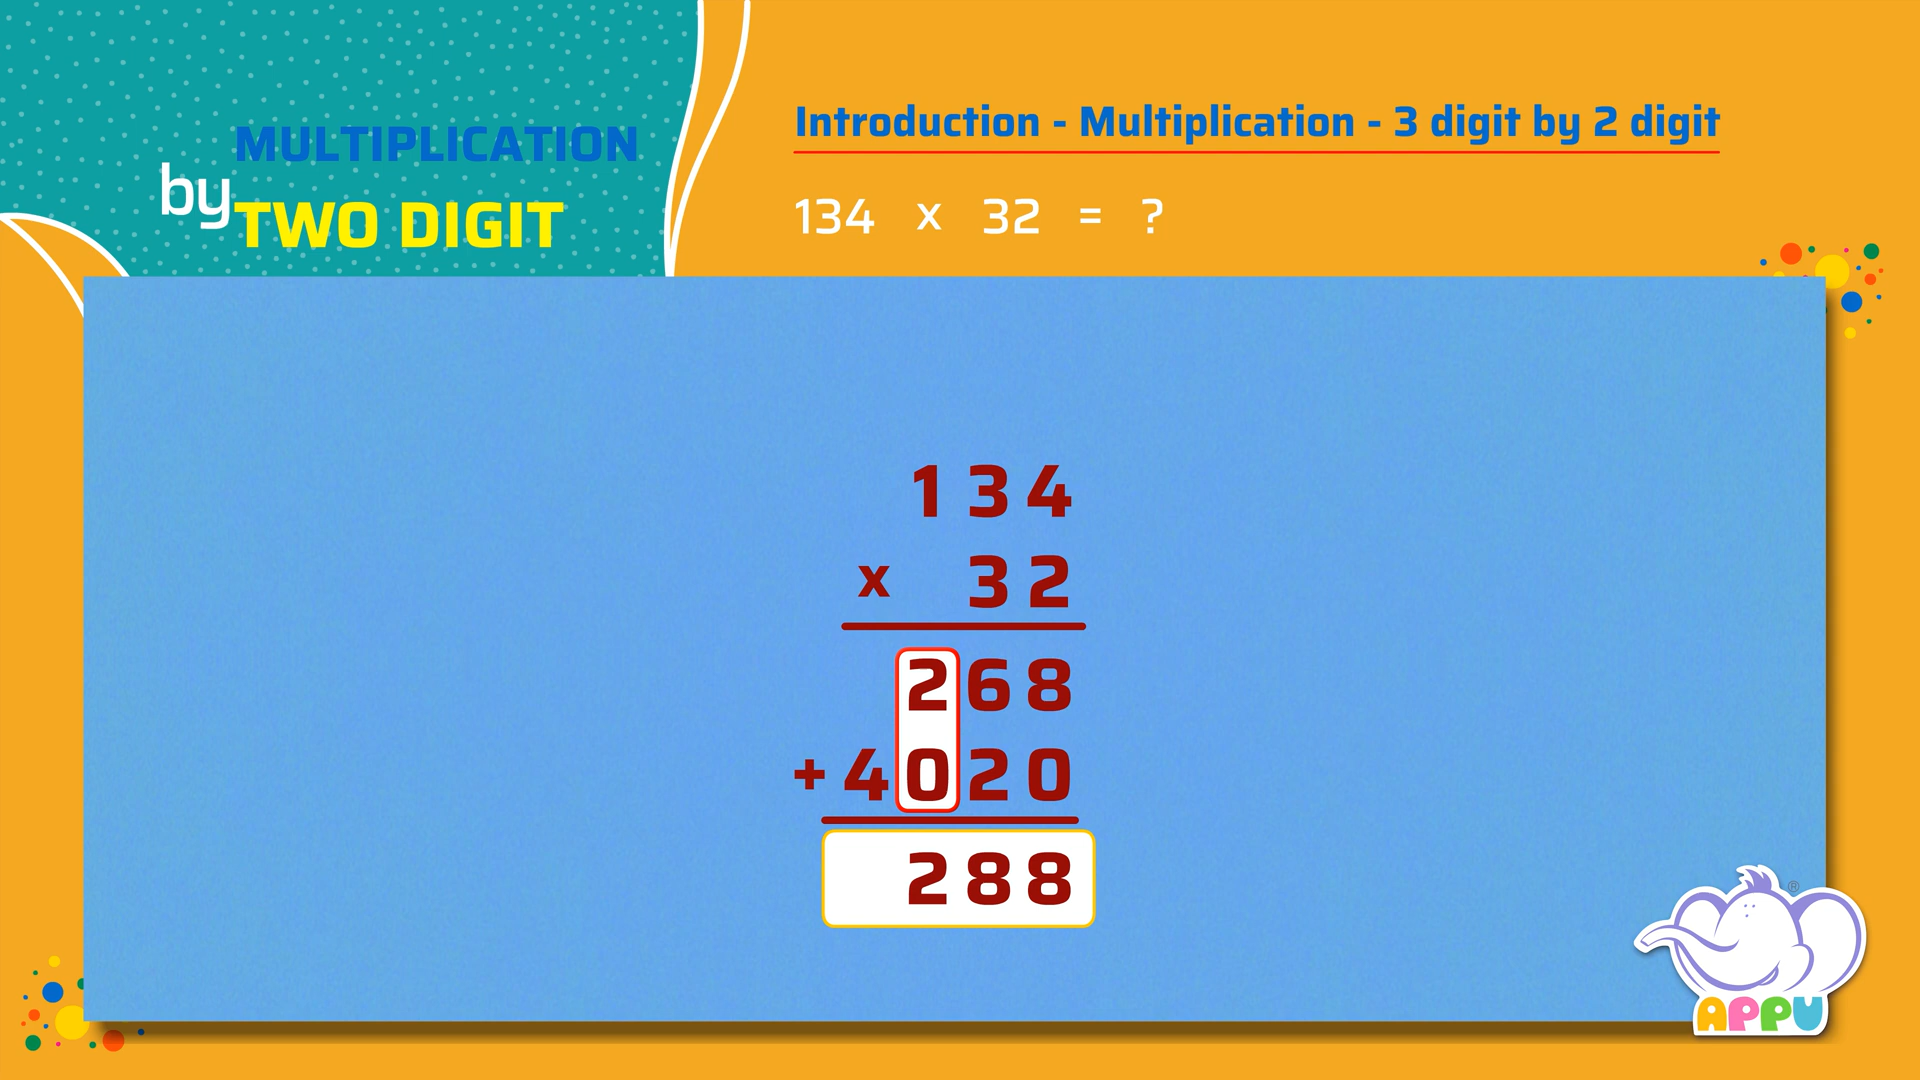 MULTIPLICATION
by TWO DIGIT
Introduction - Multiplication - 3 digit by 2 digit
134 x 32 = ?
134
x 32
268
+ 4020
288
®
APPU